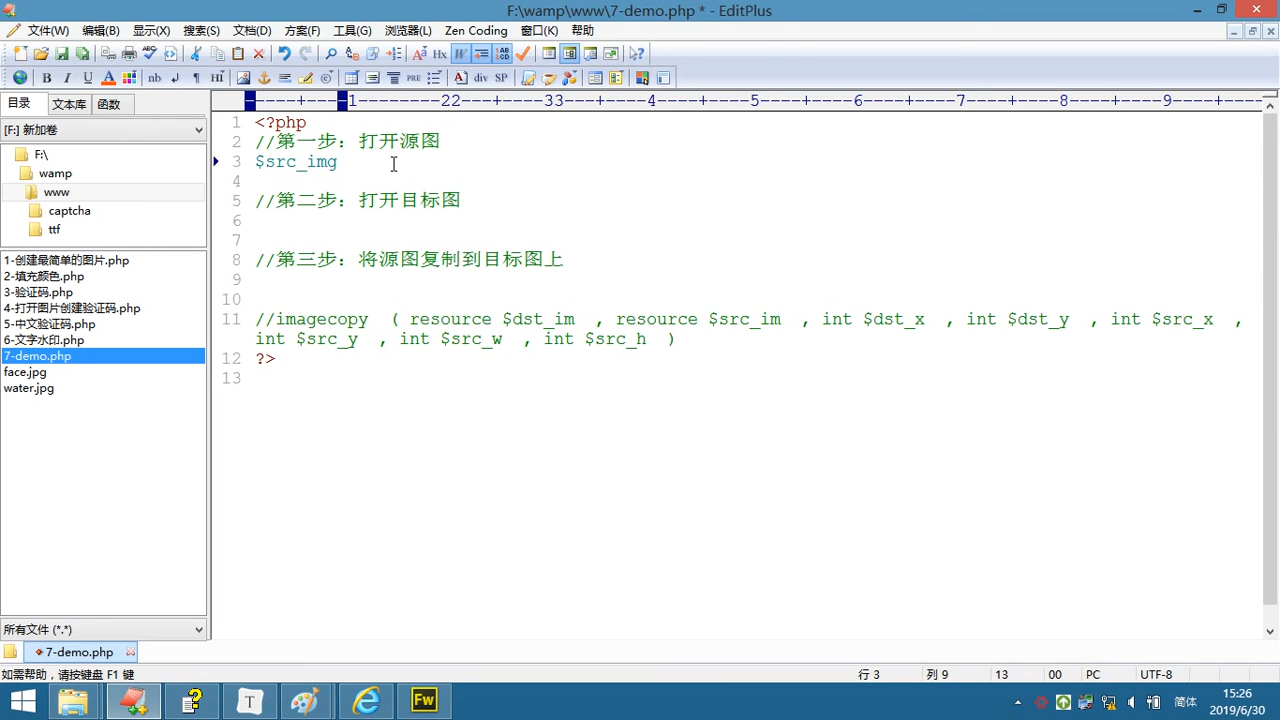 F:\wamp\www\7-demo.php * - EditPlus
文件(W) 编辑(B) 显示(X) 搜索(S) 文档(D) 方案(F) 工具(G) 浏览器(L) Zen Coding 窗口(K) 帮助
目录 文本库 函数
[F:] 新加卷
F:\
wamp
www
captcha
ttf
1-创建最简单的图片.php
2-填充颜色.php
3-验证码.php
4-打开图片创建验证码.php
5-中文验证码.php
6-文字水印.php
7-demo.php
face.jpg
water.jpg
所有文件 (*.*)
1 <?php
2 //第一步：打开源图
3 $src_img
4
5 //第二步：打开目标图
6
7
8 //第三步：将源图复制到目标图上
9
10
11 //imagecopy ( resource $dst_im , resource $src_im , int $dst_x , int $dst_y , int $src_x ,
int $src_y , int $src_w , int $src_h )
12 ?>
13
7-demo.php
如需帮助，请按键盘 F1 键 行 3 列 9 13 00 PC UTF-8
简体 15:26
2019/6/30